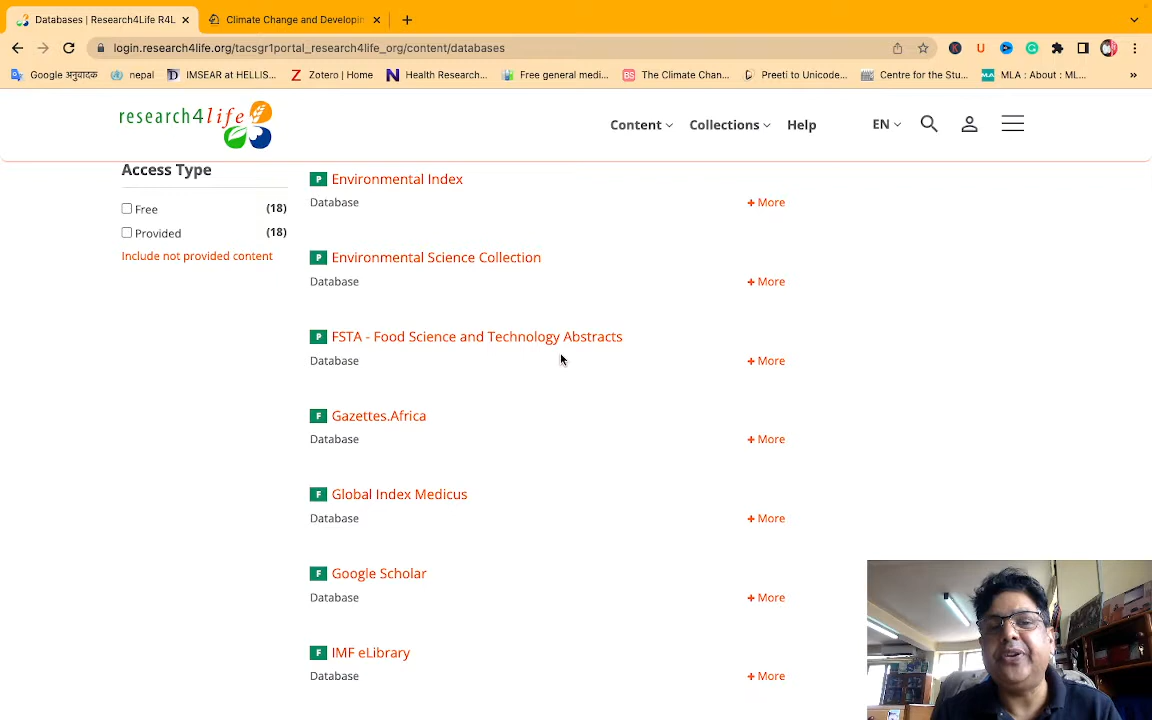 Databases | Research4Life R4L
Climate Change and Developin
login.research4life.org/tacsgr1portal_research4life_org/content/databases
Google अनुवादक
nepal
IMSEAR at HELLIS...
Zotero | Home
Health Research...
Free general medi...
The Climate Chan...
Preeti to Unicode...
Centre for the Stu...
MLA : About : ML...
research4life
Content
Collections
Help
EN
Access Type
Free (18)
Provided (18)
Include not provided content
P Environmental Index
Database
+ More
P Environmental Science Collection
Database
+ More
P FSTA - Food Science and Technology Abstracts
Database
+ More
F Gazettes.Africa
Database
+ More
F Global Index Medicus
Database
+ More
F Google Scholar
Database
+ More
F IMF eLibrary
Database
+ More